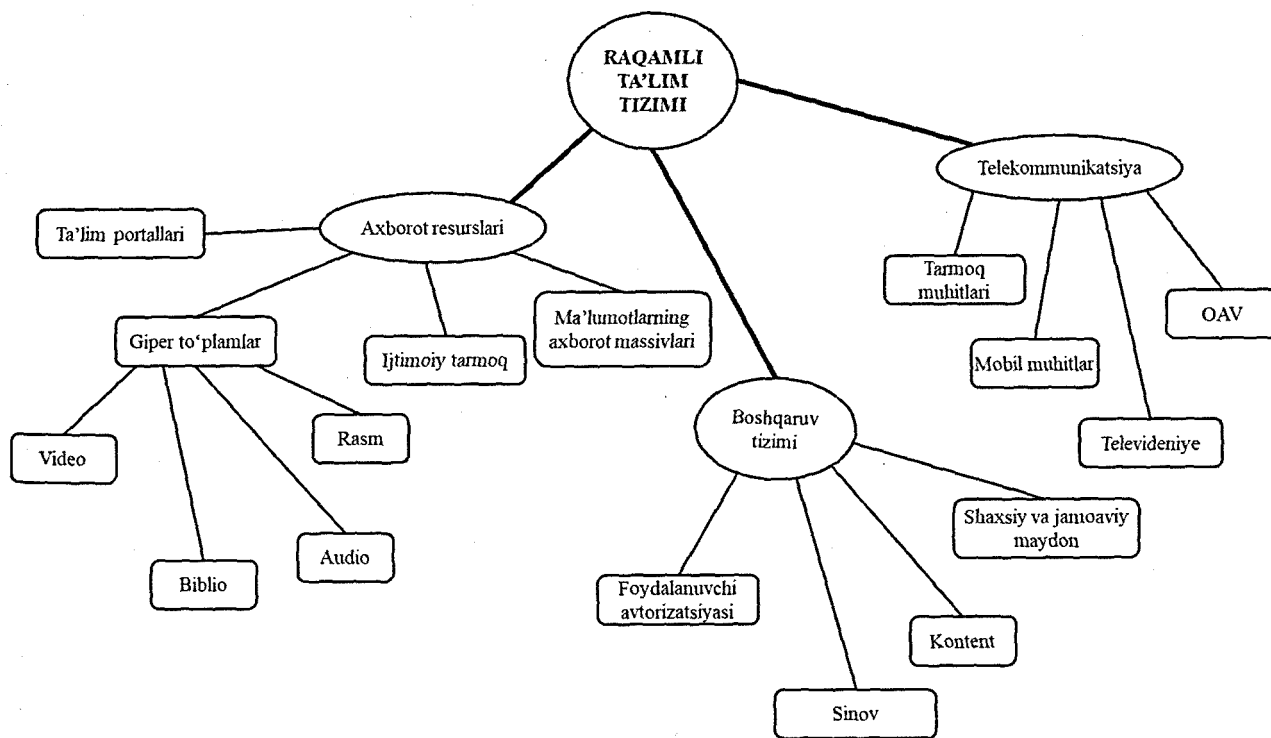 RAQAMLI
TA’LIM
TIZIMI
Telekommunikatsiya
Ta’lim portallari
Axborot resurslari
Tarmoq
muhitlari
OAV
Giper to‘plamlar
Ijtimoiy tarmoq
Ma’lumotlarning
axborot massivlari
Mobil muhitlar
Boshqaruv
tizimi
Televideniye
Video
Rasm
Shaxsiy va jamoaviy
maydon
Biblio
Audio
Foydalanuvchi
avtorizatsiyasi
Kontent
Sinov